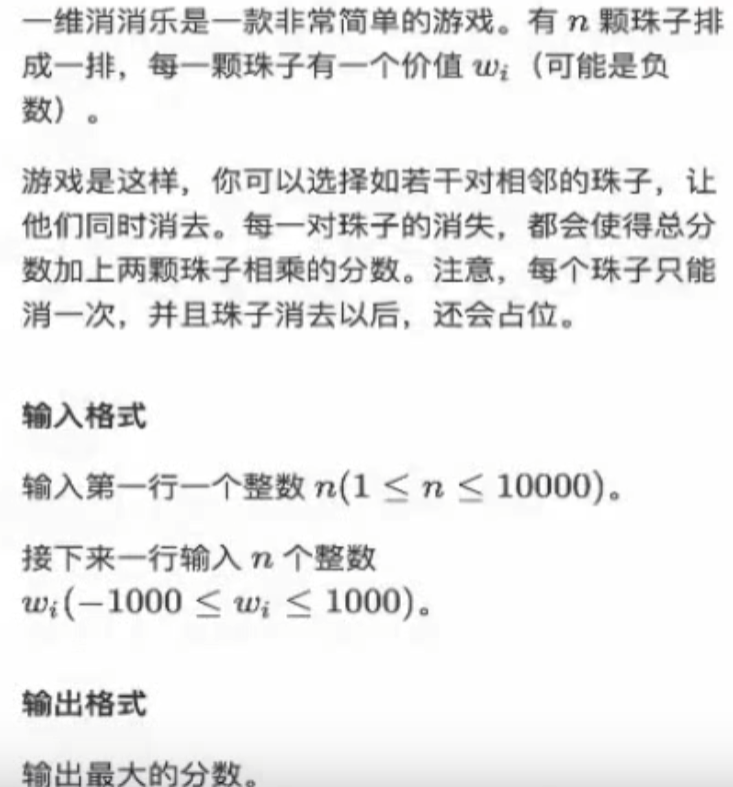 一维消消乐是一款非常简单的游戏。有 n 颗珠子排
成一排，每一颗珠子有一个价值 wᵢ（可能是负
数）。
游戏是这样，你可以选择如若干对相邻的珠子，让
他们同时消去。每一对珠子的消失，都会使得总分
数加上两颗珠子相乘的分数。注意，每个珠子只能
消一次，并且珠子消去以后，还会占位。
输入格式
输入第一行一个整数 n(1 ≤ n ≤ 10000)。
接下来一行输入 n 个整数
wᵢ(−1000 ≤ wᵢ ≤ 1000)。
输出格式
输出最大的分数。